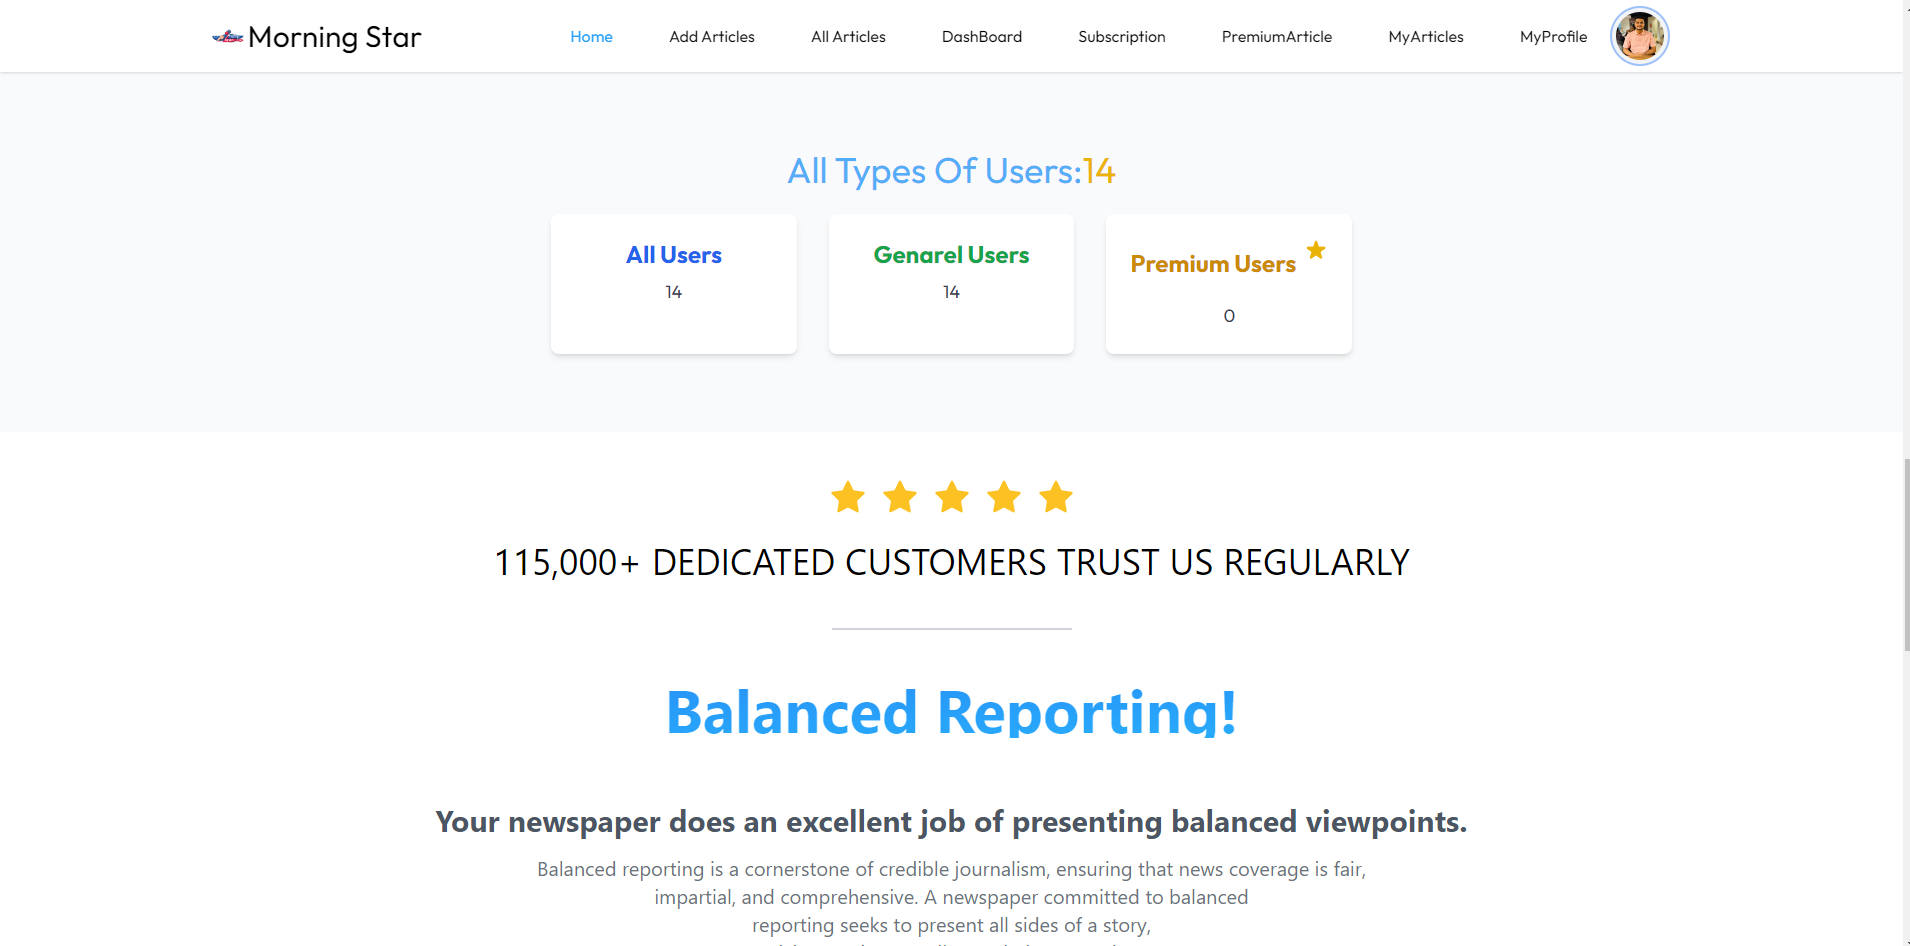 Morning Star
Home Add Articles All Articles DashBoard Subscription PremiumArticle MyArticles MyProfile
All Types Of Users:14
All Users
14
Genarel Users
14
Premium Users
0
115,000+ DEDICATED CUSTOMERS TRUST US REGULARLY
Balanced Reporting!
Your newspaper does an excellent job of presenting balanced viewpoints.
Balanced reporting is a cornerstone of credible journalism, ensuring that news coverage is fair,
impartial, and comprehensive. A newspaper committed to balanced
reporting seeks to present all sides of a story,